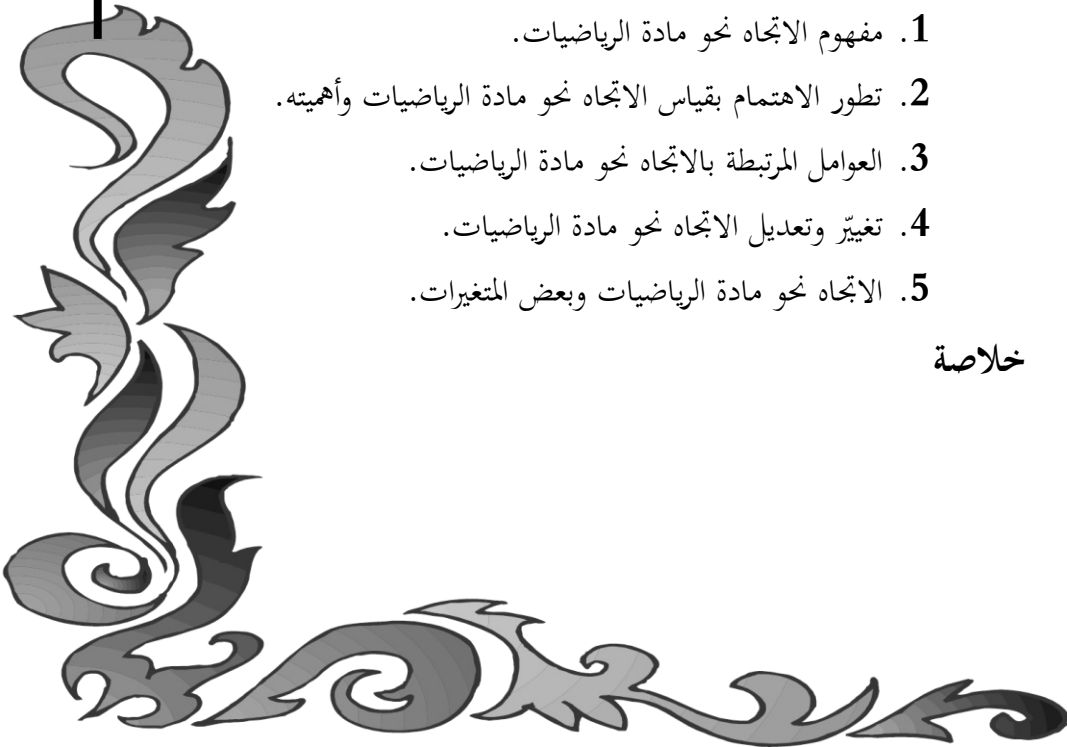 1. مفهوم الاتجاه نحو مادة الرياضيات.
2. تطور الاهتمام بقياس الاتجاه نحو مادة الرياضيات وأهميته.
3. العوامل المرتبطة بالاتجاه نحو مادة الرياضيات.
4. تغييّر وتعديل الاتجاه نحو مادة الرياضيات.
5. الاتجاه نحو مادة الرياضيات وبعض المتغيرات.
خلاصة